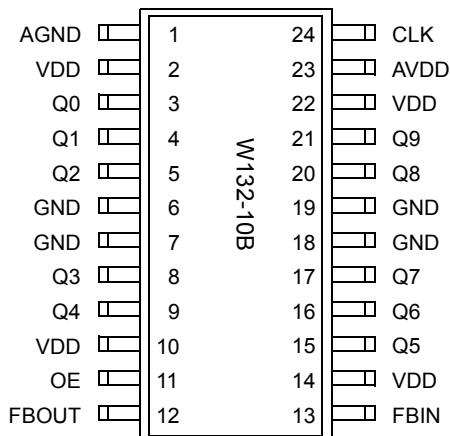 AGND 1 24 CLK
VDD 2 23 AVDD
Q0 3 22 VDD
Q1 4 21 Q9
Q2 5 20 Q8
GND 6 19 GND
GND 7 18 GND
Q3 8 17 Q7
Q4 9 16 Q6
VDD 10 15 Q5
OE 11 14 VDD
FBOUT 12 13 FBIN
W132-10B